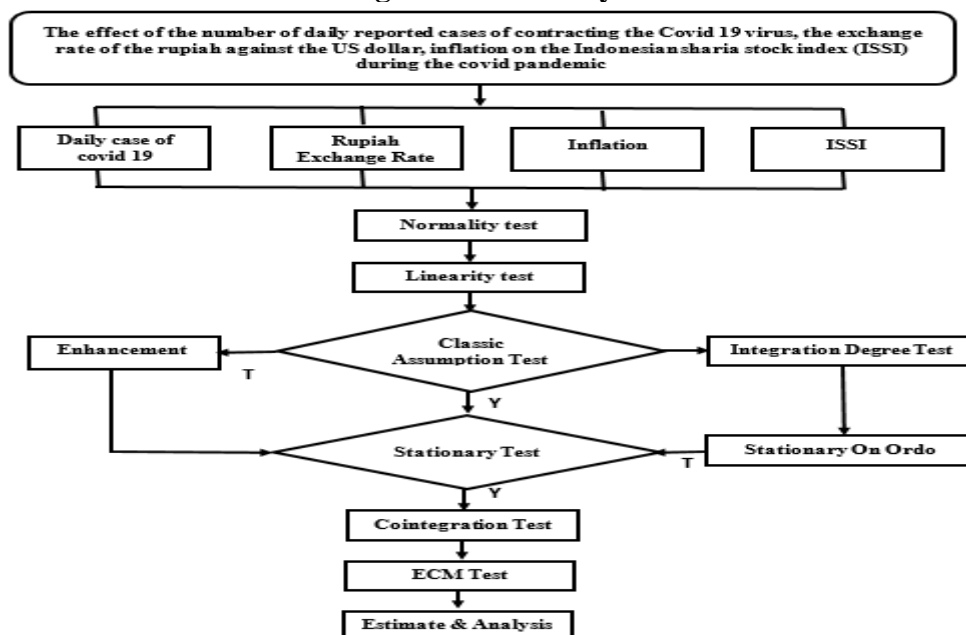 The effect of the number of daily reported cases of contracting the Covid 19 virus, the exchange
rate of the rupiah against the US dollar, inflation on the Indonesian sharia stock index (ISSI)
during the covid pandemic
Daily case of
covid 19
Rupiah
Exchange Rate
Inflation
ISSI
Normality test
Linearity test
Classic
Assumption Test
Enhancement
Integration Degree Test
T
Y
Stationary Test
Stationary On Ordo
T
Y
Cointegration Test
ECM Test
Estimate & Analysis